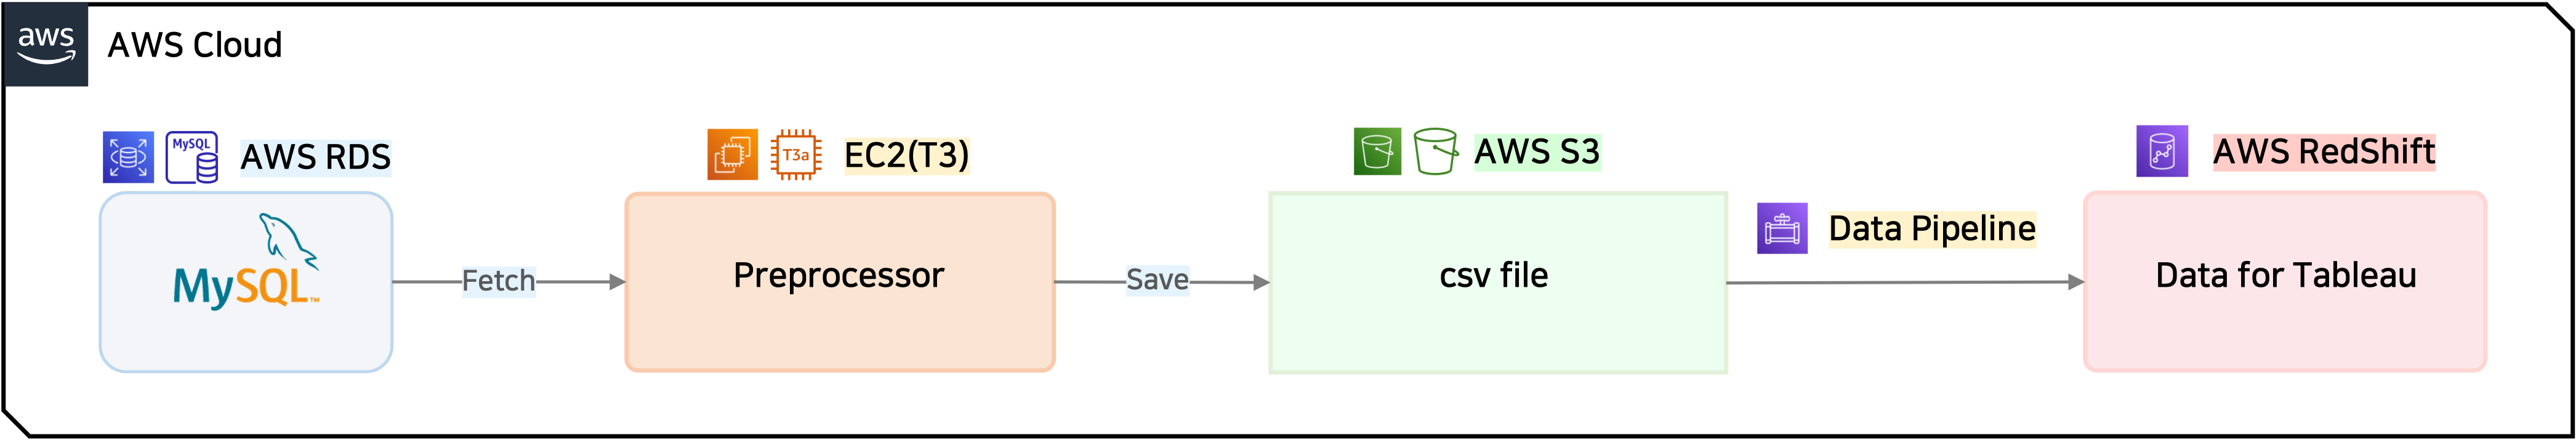 aws
AWS Cloud
MySQL
AWS RDS
T3a
EC2(T3)
AWS S3
AWS RedShift
Data Pipeline
MySQL™
Fetch
Preprocessor
Save
csv file
Data for Tableau